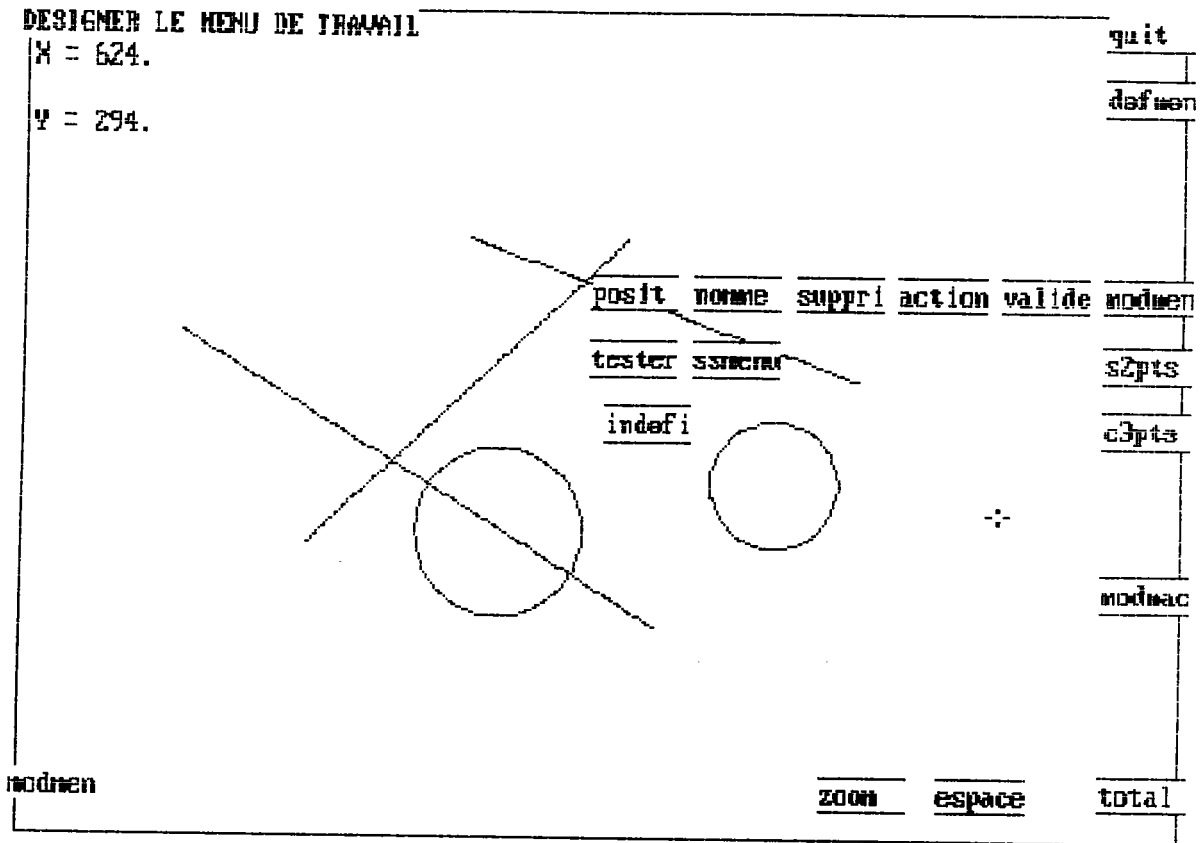 DESIGNER LE MENU DE TRAVAIL
quit
X = 624.
defmen
Y = 294.
posit nomme suppri action valide modmen
tester ssmenu s2pts
indefi c3pts
modmac
modmen zoom espace total